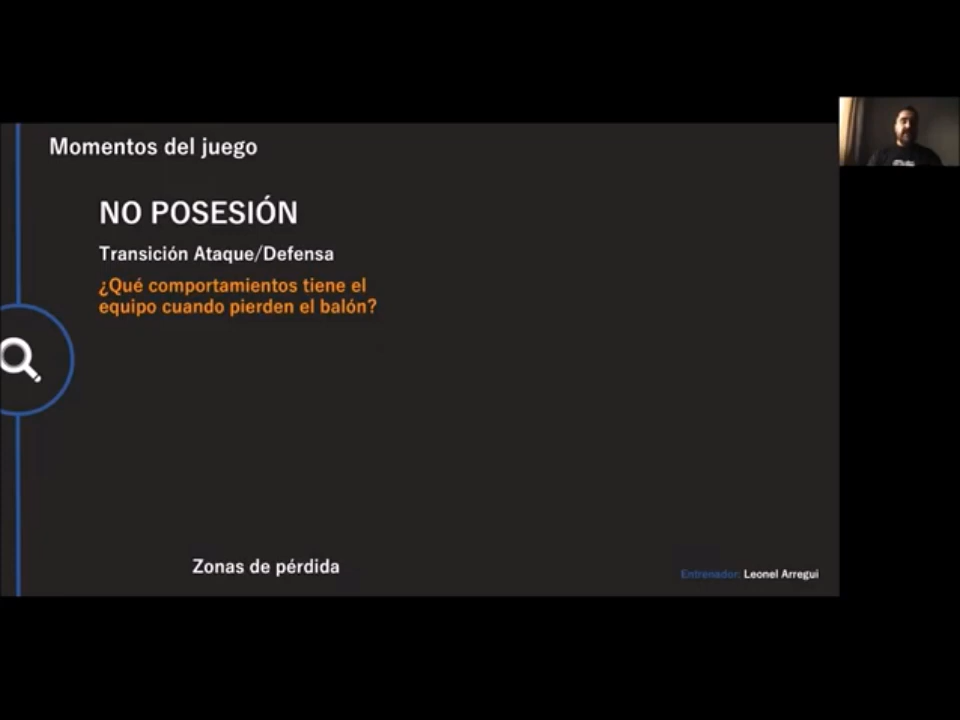 Momentos del juego
NO POSESIÓN
Transición Ataque/Defensa
¿Qué comportamientos tiene el
equipo cuando pierden el balón?
Zonas de pérdida
Entrenador: Leonel Arregui